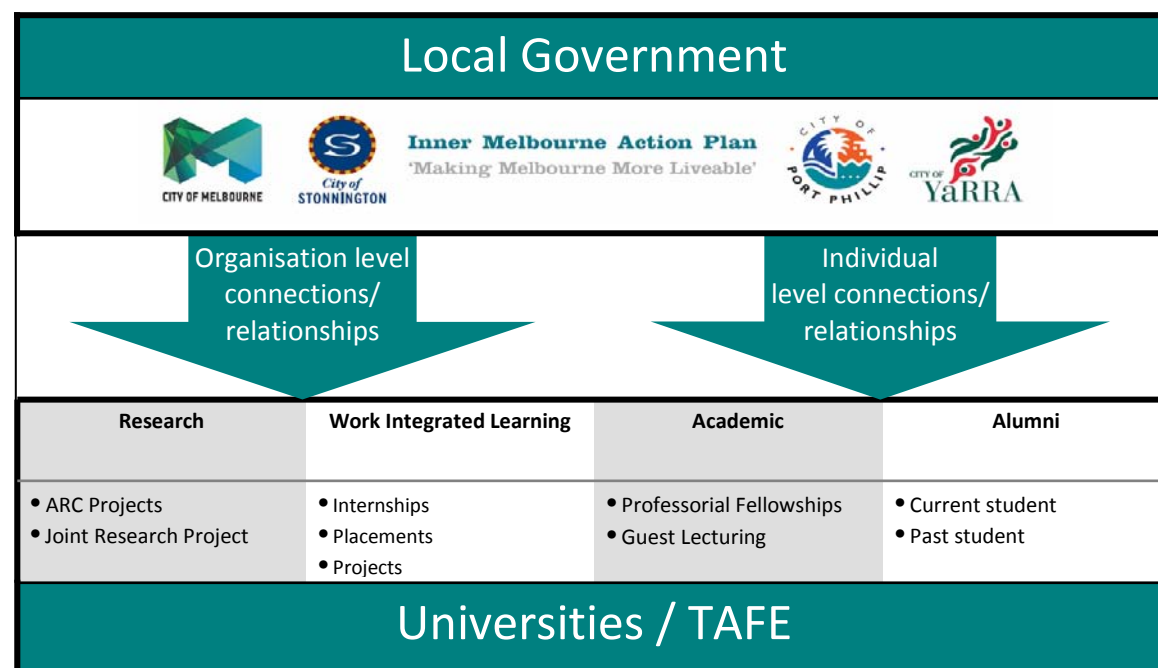 Local Government
CITY OF MELBOURNE
S
City of
STONNINGTON
Inner Melbourne Action Plan
'Making Melbourne More Liveable'
CITY OF
PORT PHILLIP
CITY OF
YaRRA
Organisation level
connections/
relationships
Individual
level connections/
relationships
Research
Work Integrated Learning
Academic
Alumni
• ARC Projects
• Joint Research Project
• Internships
• Placements
• Projects
• Professorial Fellowships
• Guest Lecturing
• Current student
• Past student
Universities / TAFE